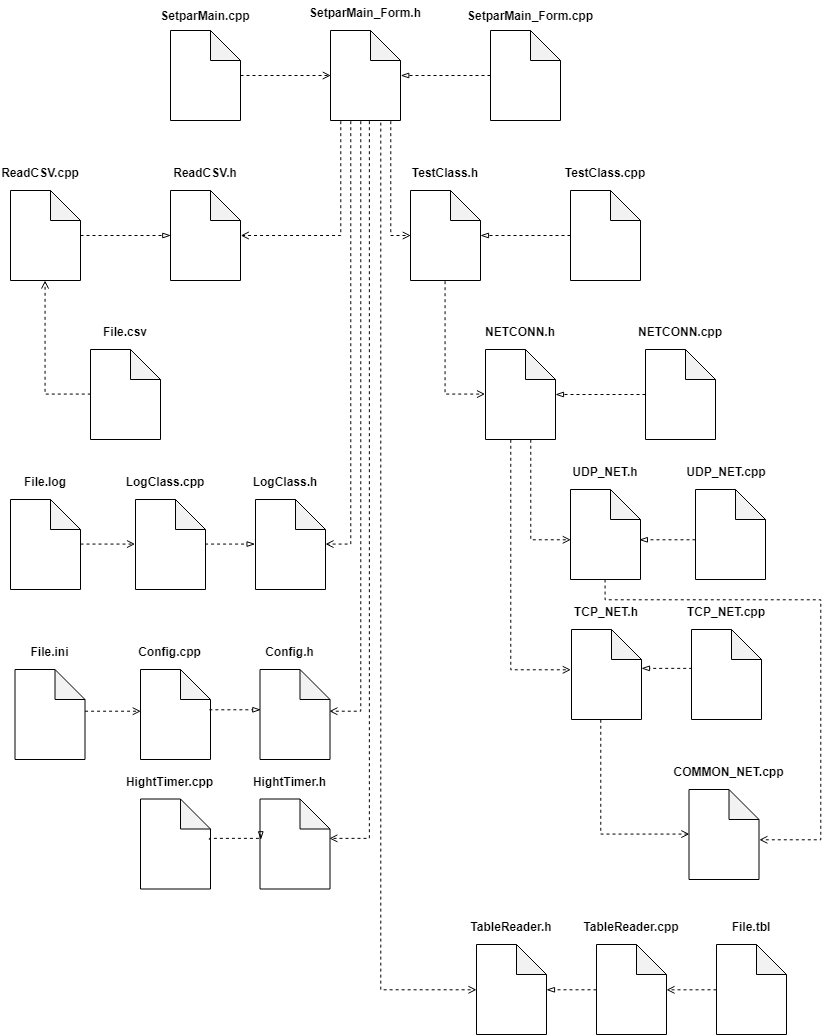 SetparMain.cpp
SetparMain_Form.h
SetparMain_Form.cpp
ReadCSV.cpp
ReadCSV.h
TestClass.h
TestClass.cpp
File.csv
NETCONN.h
NETCONN.cpp
File.log
LogClass.cpp
LogClass.h
UDP_NET.h
UDP_NET.cpp
TCP_NET.h
TCP_NET.cpp
File.ini
Config.cpp
Config.h
COMMON_NET.cpp
HightTimer.cpp
HightTimer.h
TableReader.h
TableReader.cpp
File.tbl